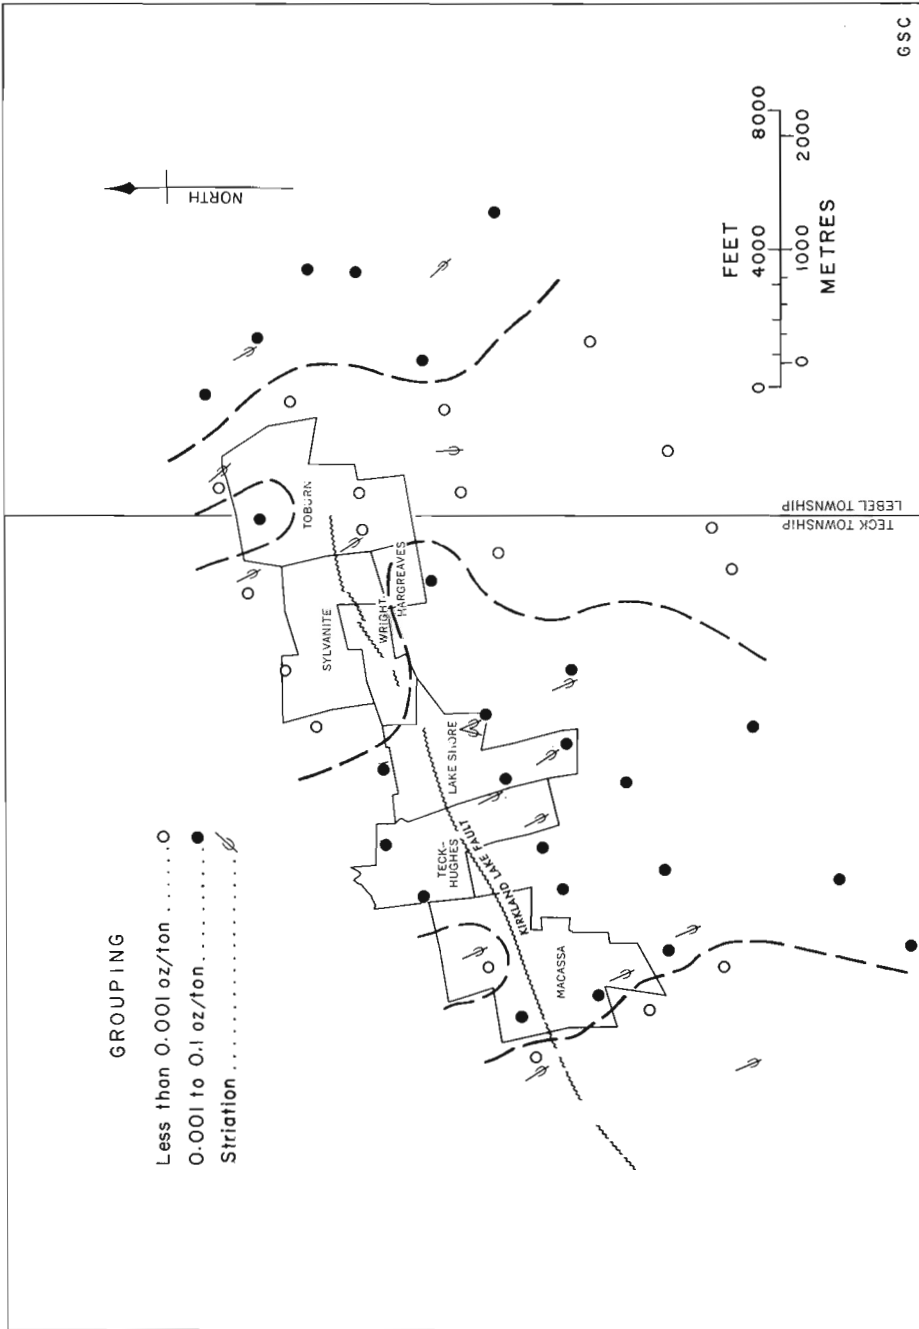 GROUPING
Less than 0.001 oz/ton ......
0.001 to 0.1 oz/ton..........
Striation....................
NORTH
TOBURN
SYLVANITE
WRIGHT-
HARGREAVES
LAKE SHORE
TECK-
HUGHES
KIRKLAND LAKE FAULT
MACASSA
TECK TOWNSHIP
LEBEL TOWNSHIP
FEET
0 4000 8000
0 1000 2000
METRES
GSC